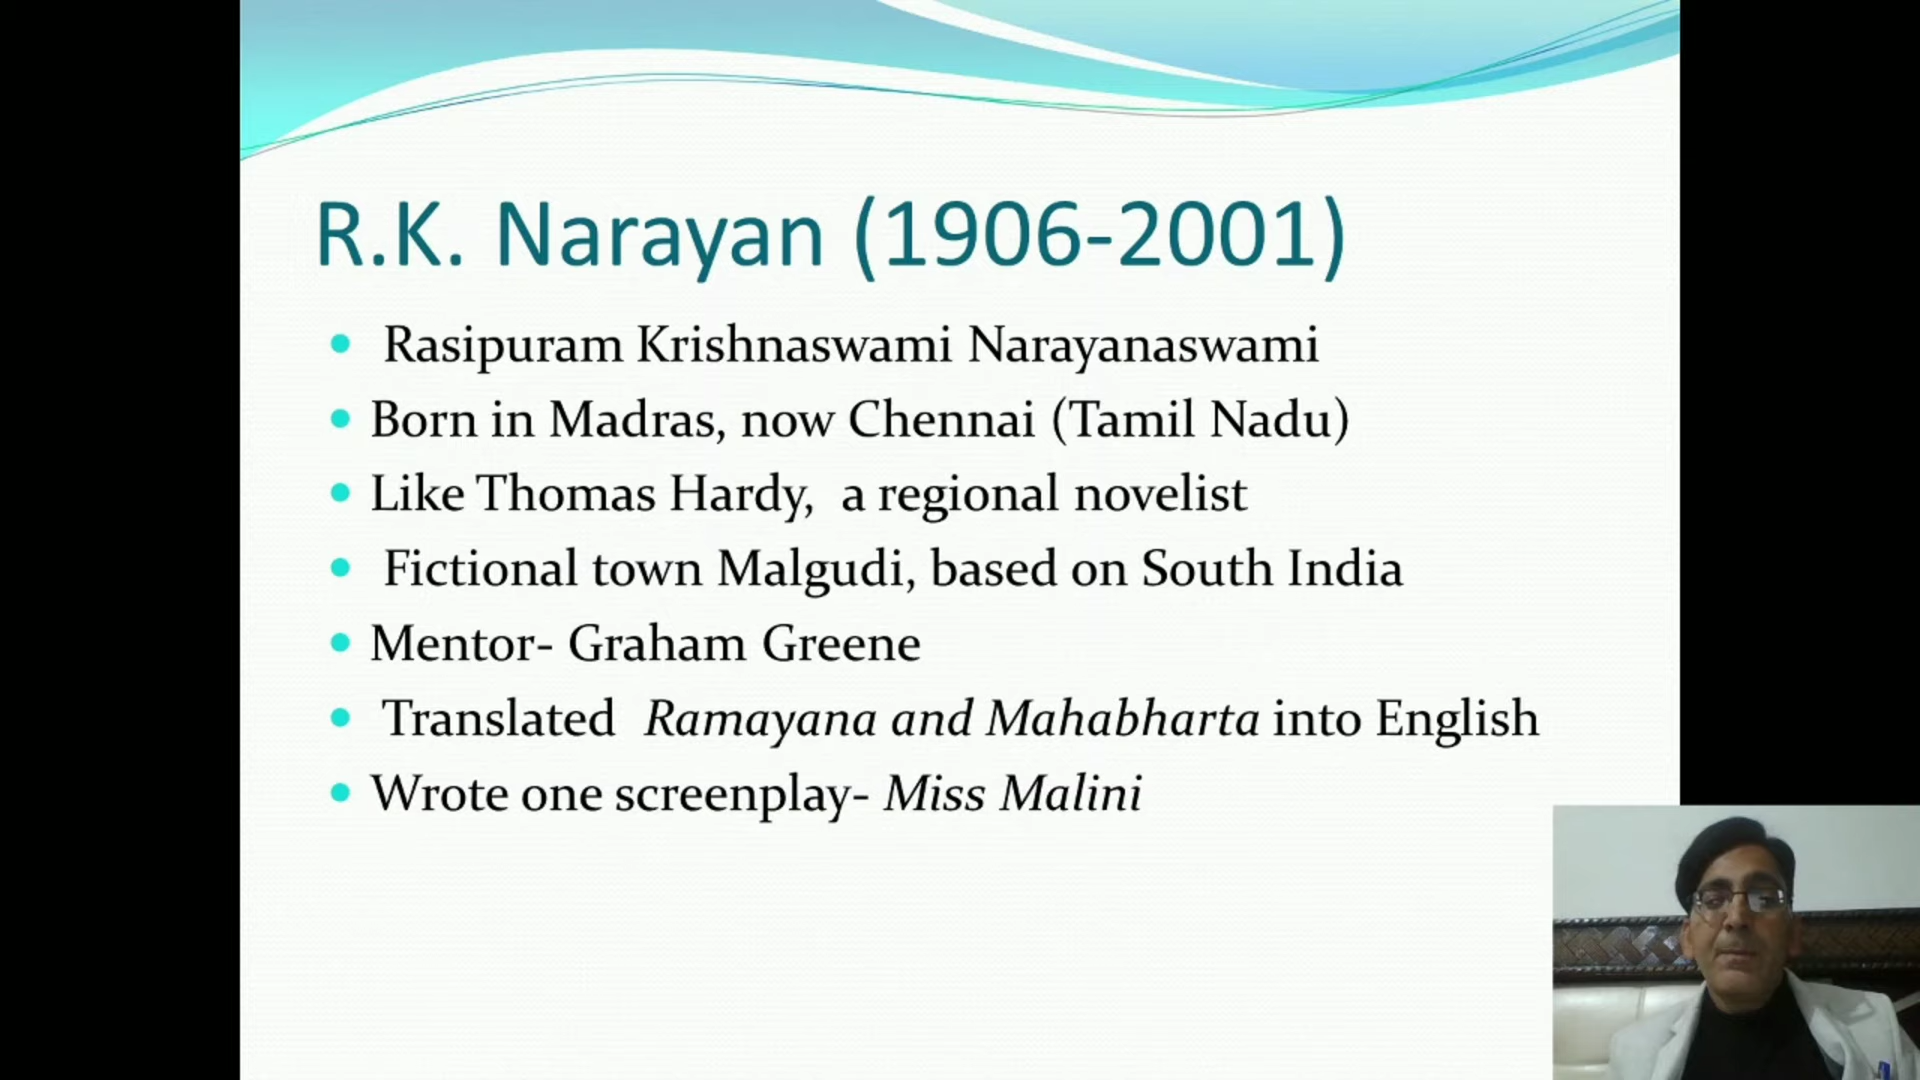 R.K. Narayan (1906-2001)
Rasipuram Krishnaswami Narayanaswami
Born in Madras, now Chennai (Tamil Nadu)
Like Thomas Hardy, a regional novelist
Fictional town Malgudi, based on South India
Mentor- Graham Greene
Translated Ramayana and Mahabharta into English
Wrote one screenplay- Miss Malini